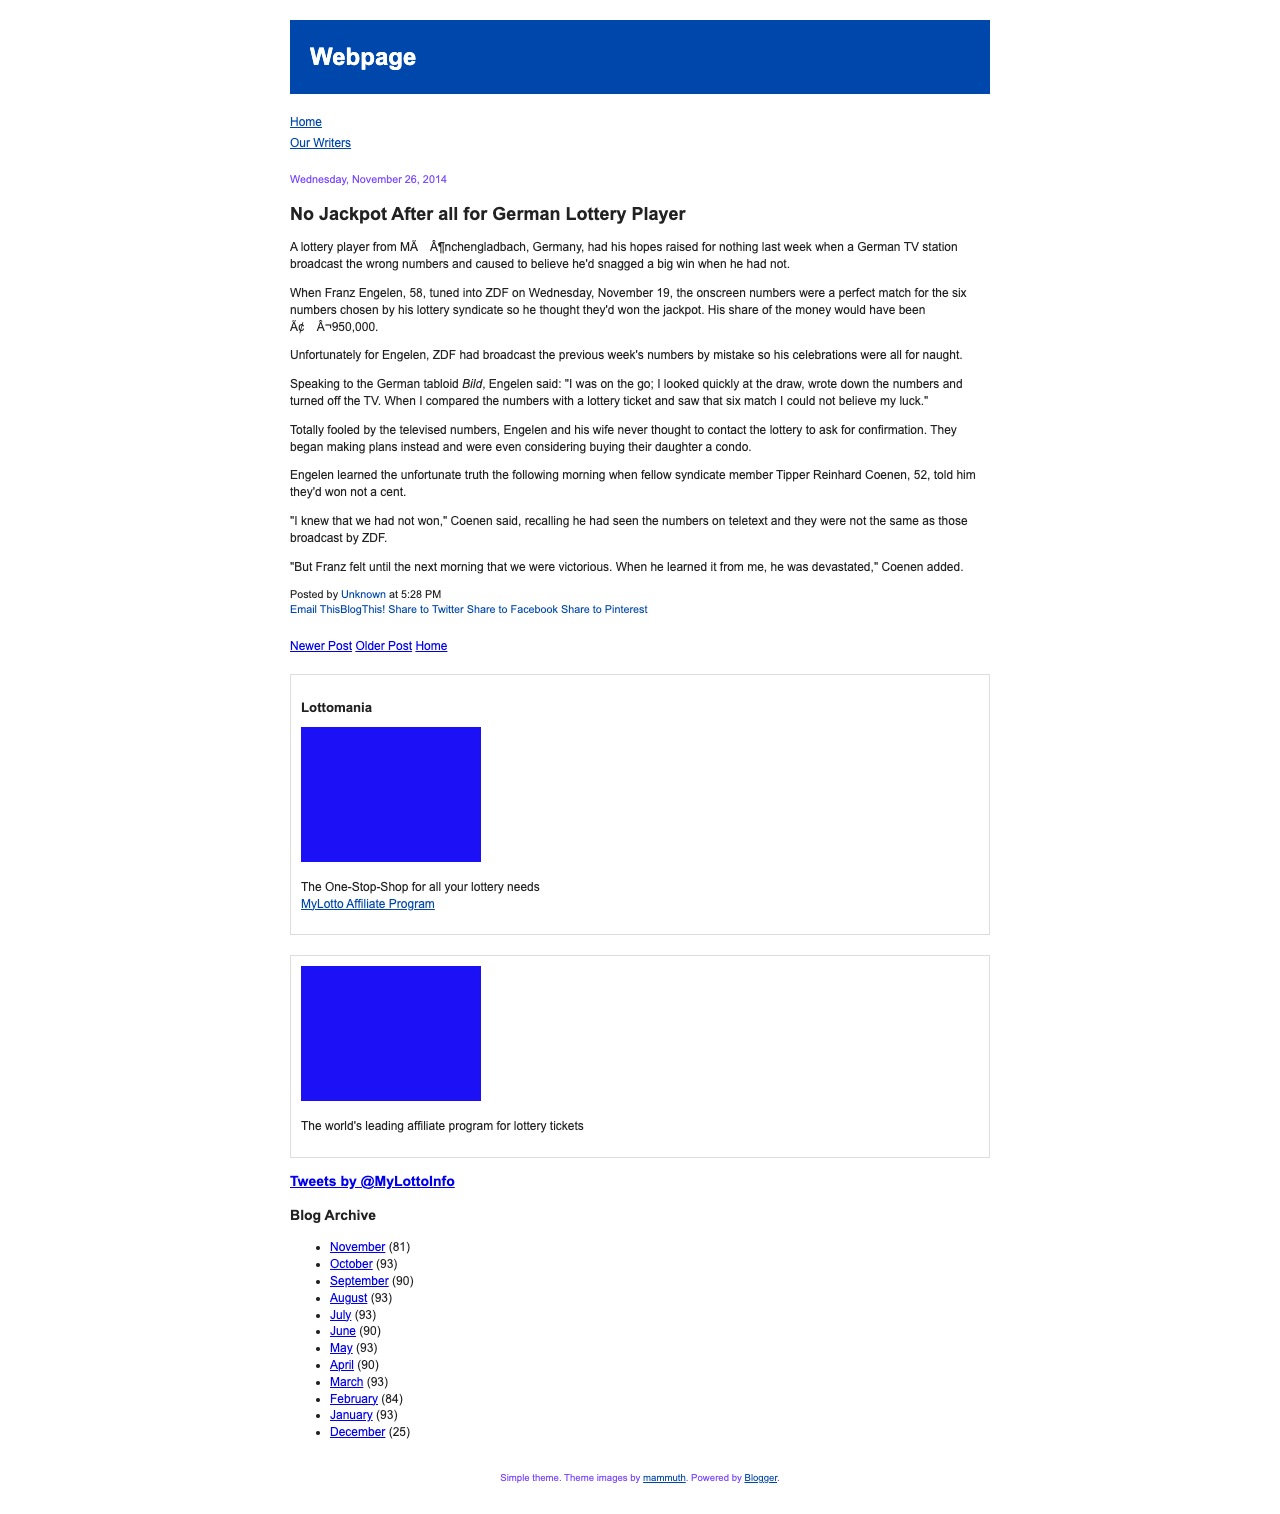 Webpage
Home
Our Writers
Wednesday, November 26, 2014
No Jackpot After all for German Lottery Player
A lottery player from MÃ Â¶nchengladbach, Germany, had his hopes raised for nothing last week when a German TV station
broadcast the wrong numbers and caused to believe he'd snagged a big win when he had not.
When Franz Engelen, 58, tuned into ZDF on Wednesday, November 19, the onscreen numbers were a perfect match for the six
numbers chosen by his lottery syndicate so he thought they'd won the jackpot. His share of the money would have been
Ã¢ Â¬950,000.
Unfortunately for Engelen, ZDF had broadcast the previous week's numbers by mistake so his celebrations were all for naught.
Speaking to the German tabloid Bild, Engelen said: "I was on the go; I looked quickly at the draw, wrote down the numbers and
turned off the TV. When I compared the numbers with a lottery ticket and saw that six match I could not believe my luck."
Totally fooled by the televised numbers, Engelen and his wife never thought to contact the lottery to ask for confirmation. They
began making plans instead and were even considering buying their daughter a condo.
Engelen learned the unfortunate truth the following morning when fellow syndicate member Tipper Reinhard Coenen, 52, told him
they'd won not a cent.
"I knew that we had not won," Coenen said, recalling he had seen the numbers on teletext and they were not the same as those
broadcast by ZDF.
"But Franz felt until the next morning that we were victorious. When he learned it from me, he was devastated," Coenen added.
Posted by Unknown at 5:28 PM
Email ThisBlogThis! Share to Twitter Share to Facebook Share to Pinterest
Newer Post Older Post Home
Lottomania
The One-Stop-Shop for all your lottery needs
MyLotto Affiliate Program
The world's leading affiliate program for lottery tickets
Tweets by @MyLottoInfo
Blog Archive
November (81)
October (93)
September (90)
August (93)
July (93)
June (90)
May (93)
April (90)
March (93)
February (84)
January (93)
December (25)
Simple theme. Theme images by mammuth. Powered by Blogger.